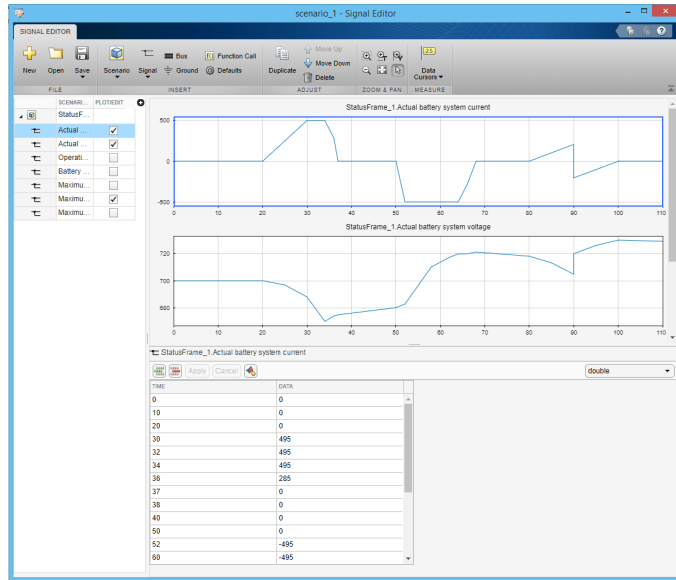 scenario_1 - Signal Editor
SIGNAL EDITOR
New
Open
Save
Scenario
Signal
Bus
Ground
Function Call
Defaults
Duplicate
Move Up
Move Down
Delete
Data
Cursors
FILE
INSERT
ADJUST
ZOOM & PAN
MEASURE
SCENARI... PLOT/EDIT
StatusF...
Actual ...
Actual ...
Operati...
Battery ...
Maximu...
Maximu...
Maximu...
StatusFrame_1.Actual battery system current
500
0
-500
0 10 20 30 40 50 60 70 80 90 100 110
StatusFrame_1.Actual battery system voltage
720
700
680
0 10 20 30 40 50 60 70 80 90 100 110
StatusFrame_1.Actual battery system current
Apply Cancel double
TIME DATA
0 0
10 0
20 0
30 495
32 495
34 495
36 285
37 0
38 0
40 0
50 0
52 -495
60 -495